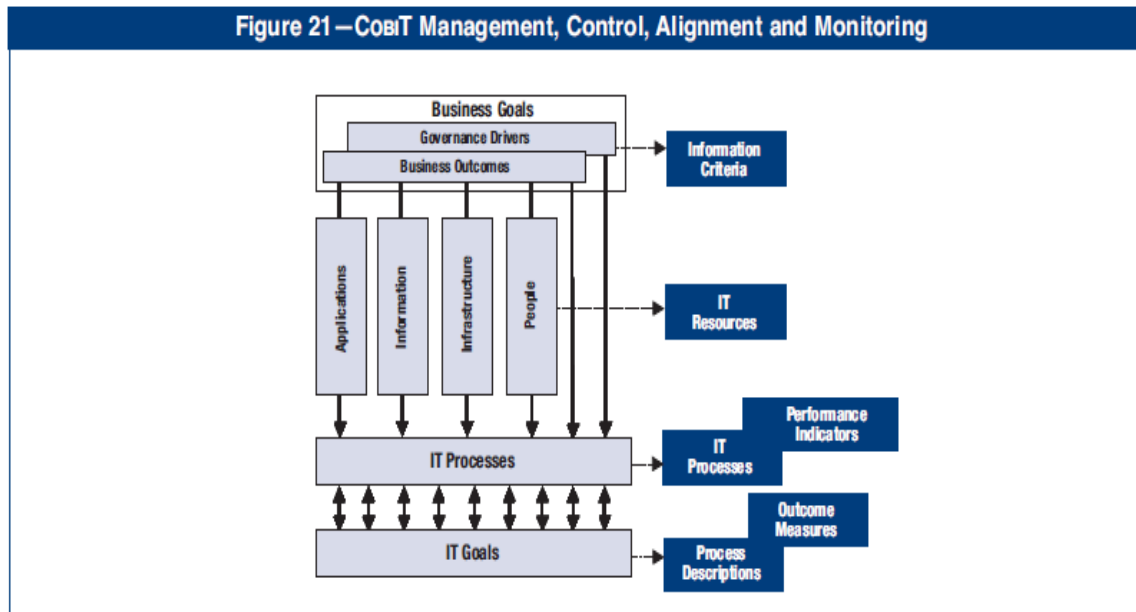 Figure 21—COBIT Management, Control, Alignment and Monitoring
Business Goals
Governance Drivers
Business Outcomes
Information
Criteria
Applications
Information
Infrastructure
People
IT
Resources
Performance
Indicators
IT Processes
IT
Processes
Outcome
Measures
IT Goals
Process
Descriptions